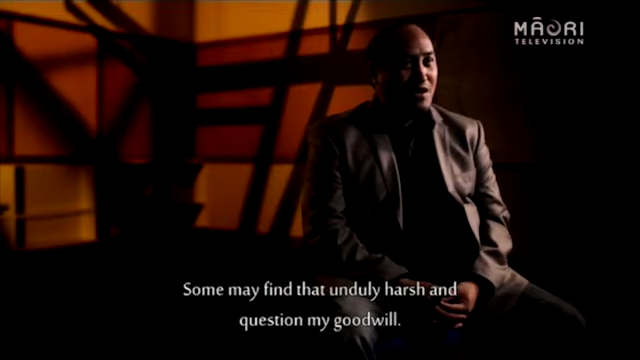 MĀORI
TELEVISION
Some may find that unduly harsh and
question my goodwill.